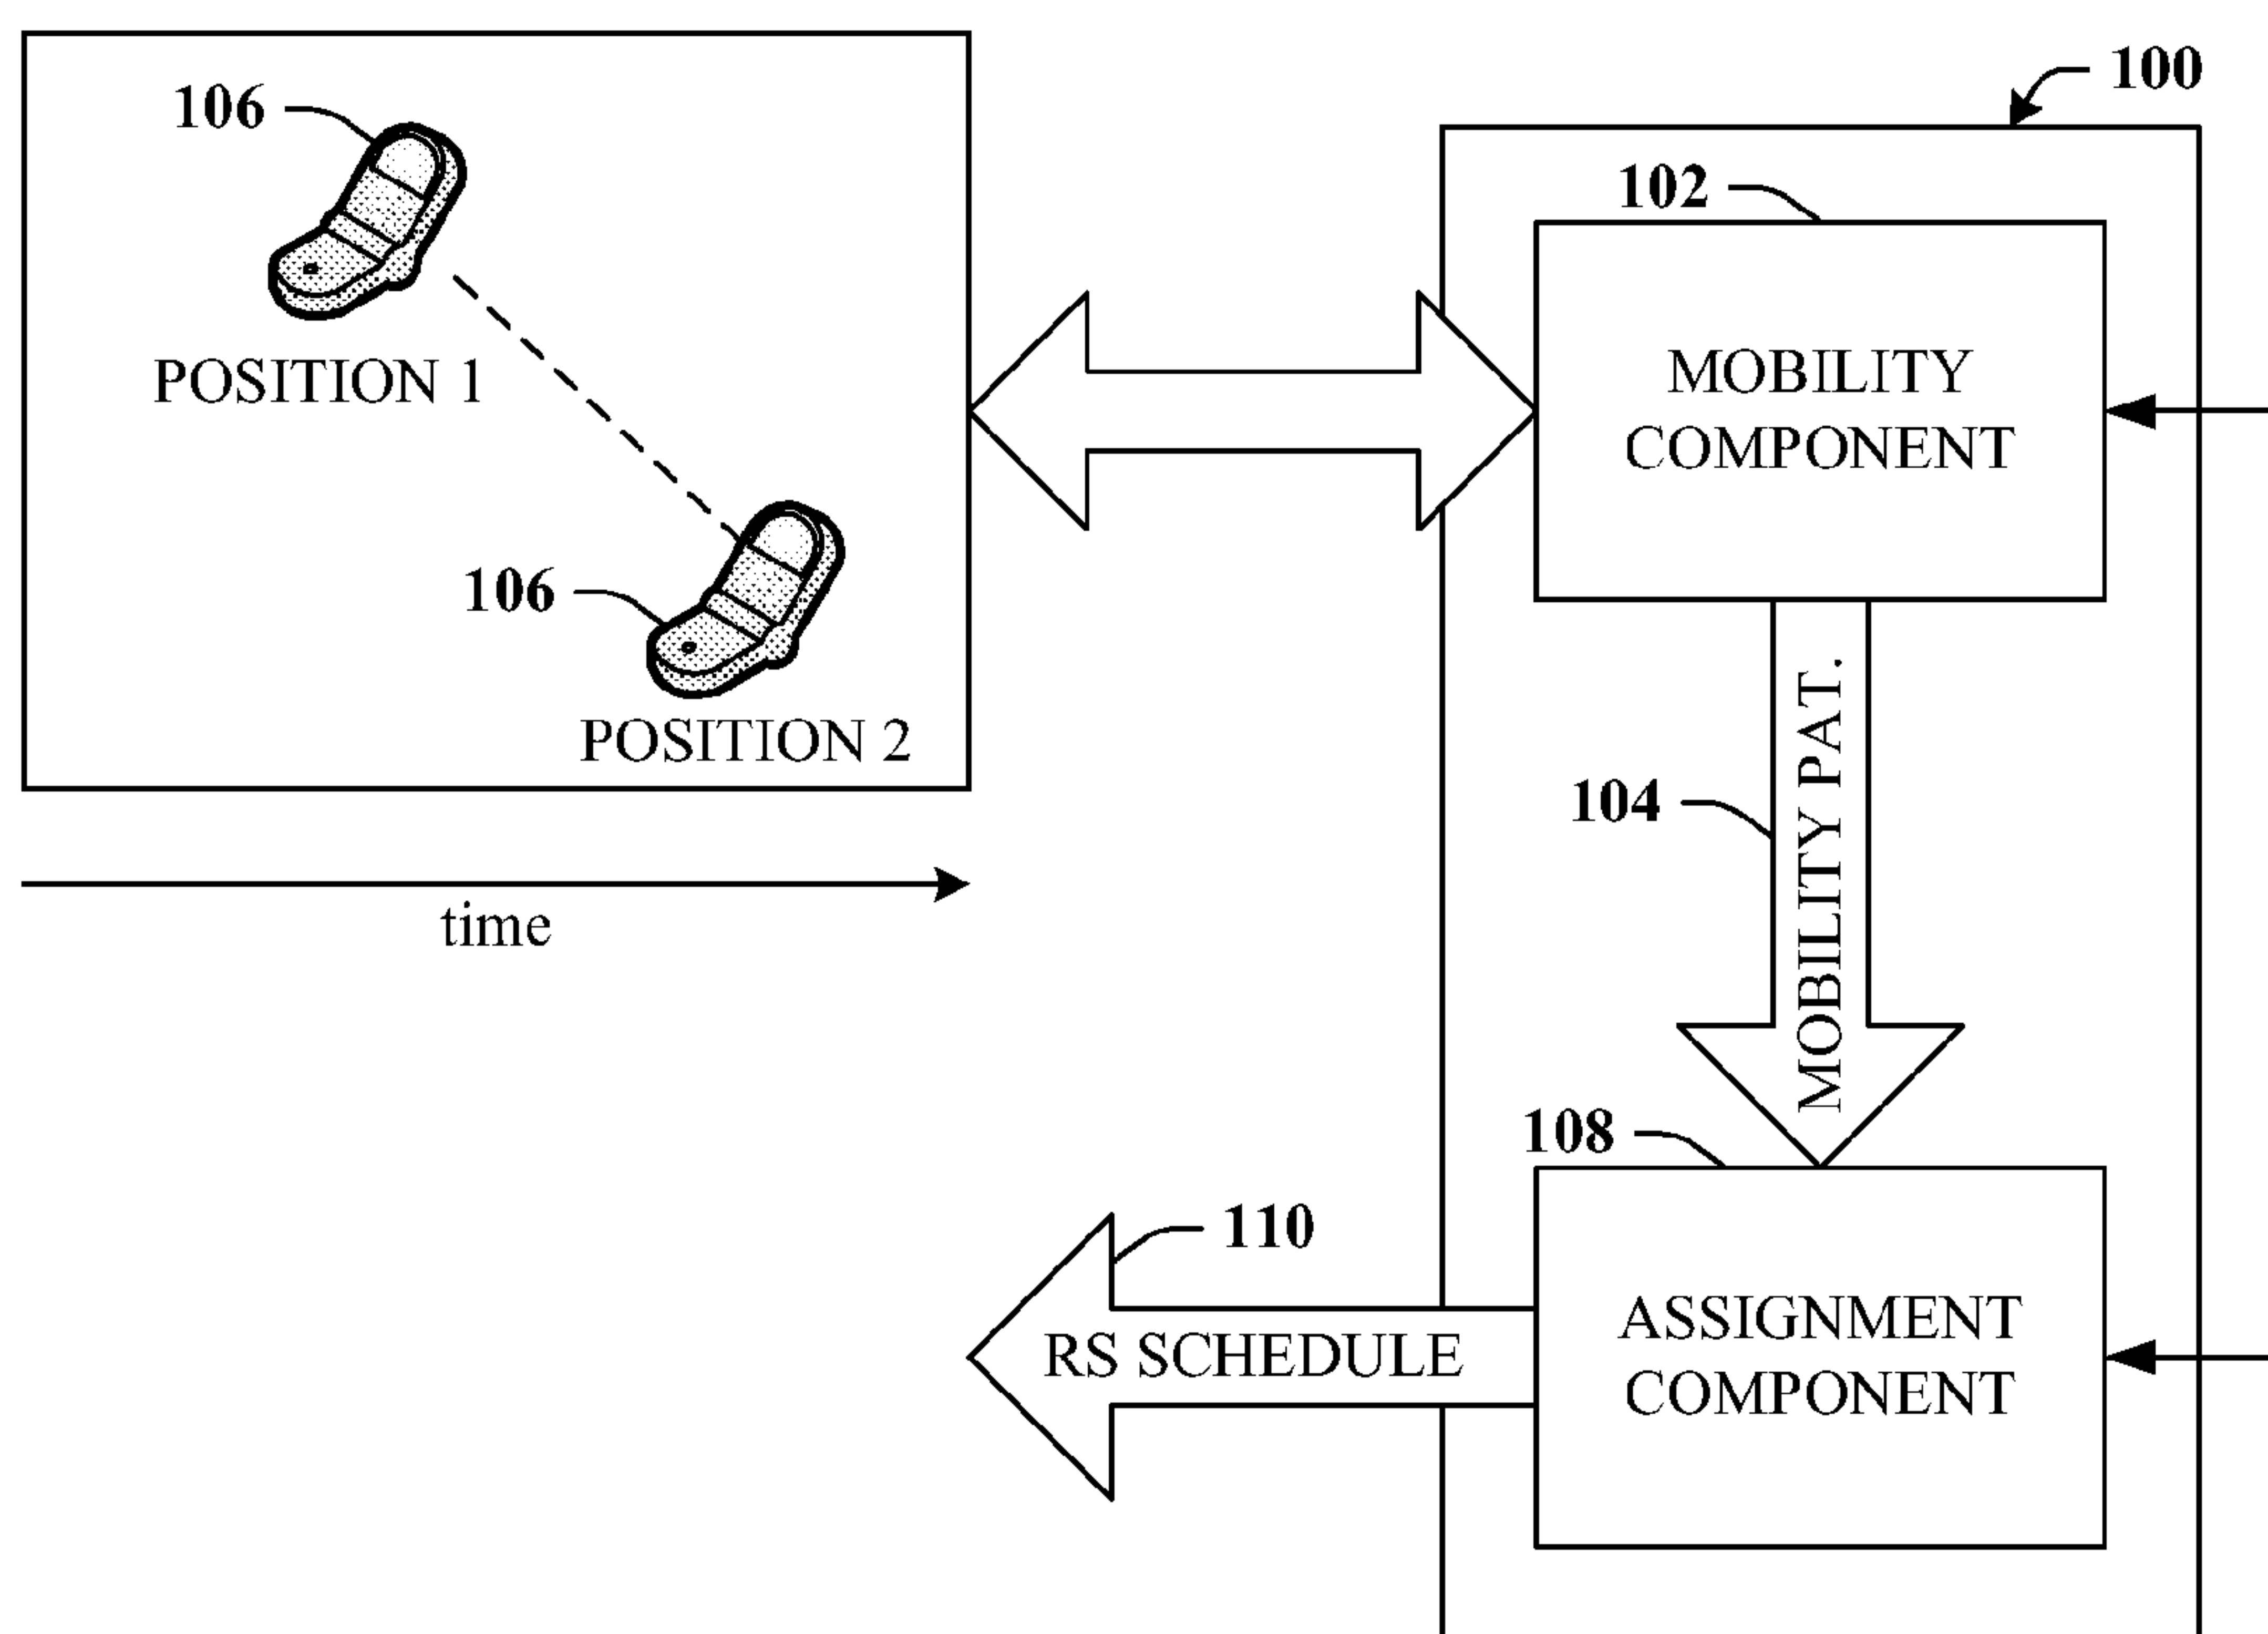 106
POSITION 1
106
POSITION 2
time
100
102
MOBILITY
COMPONENT
104
MOBILITY PAT.
108
ASSIGNMENT
COMPONENT
110
RS SCHEDULE